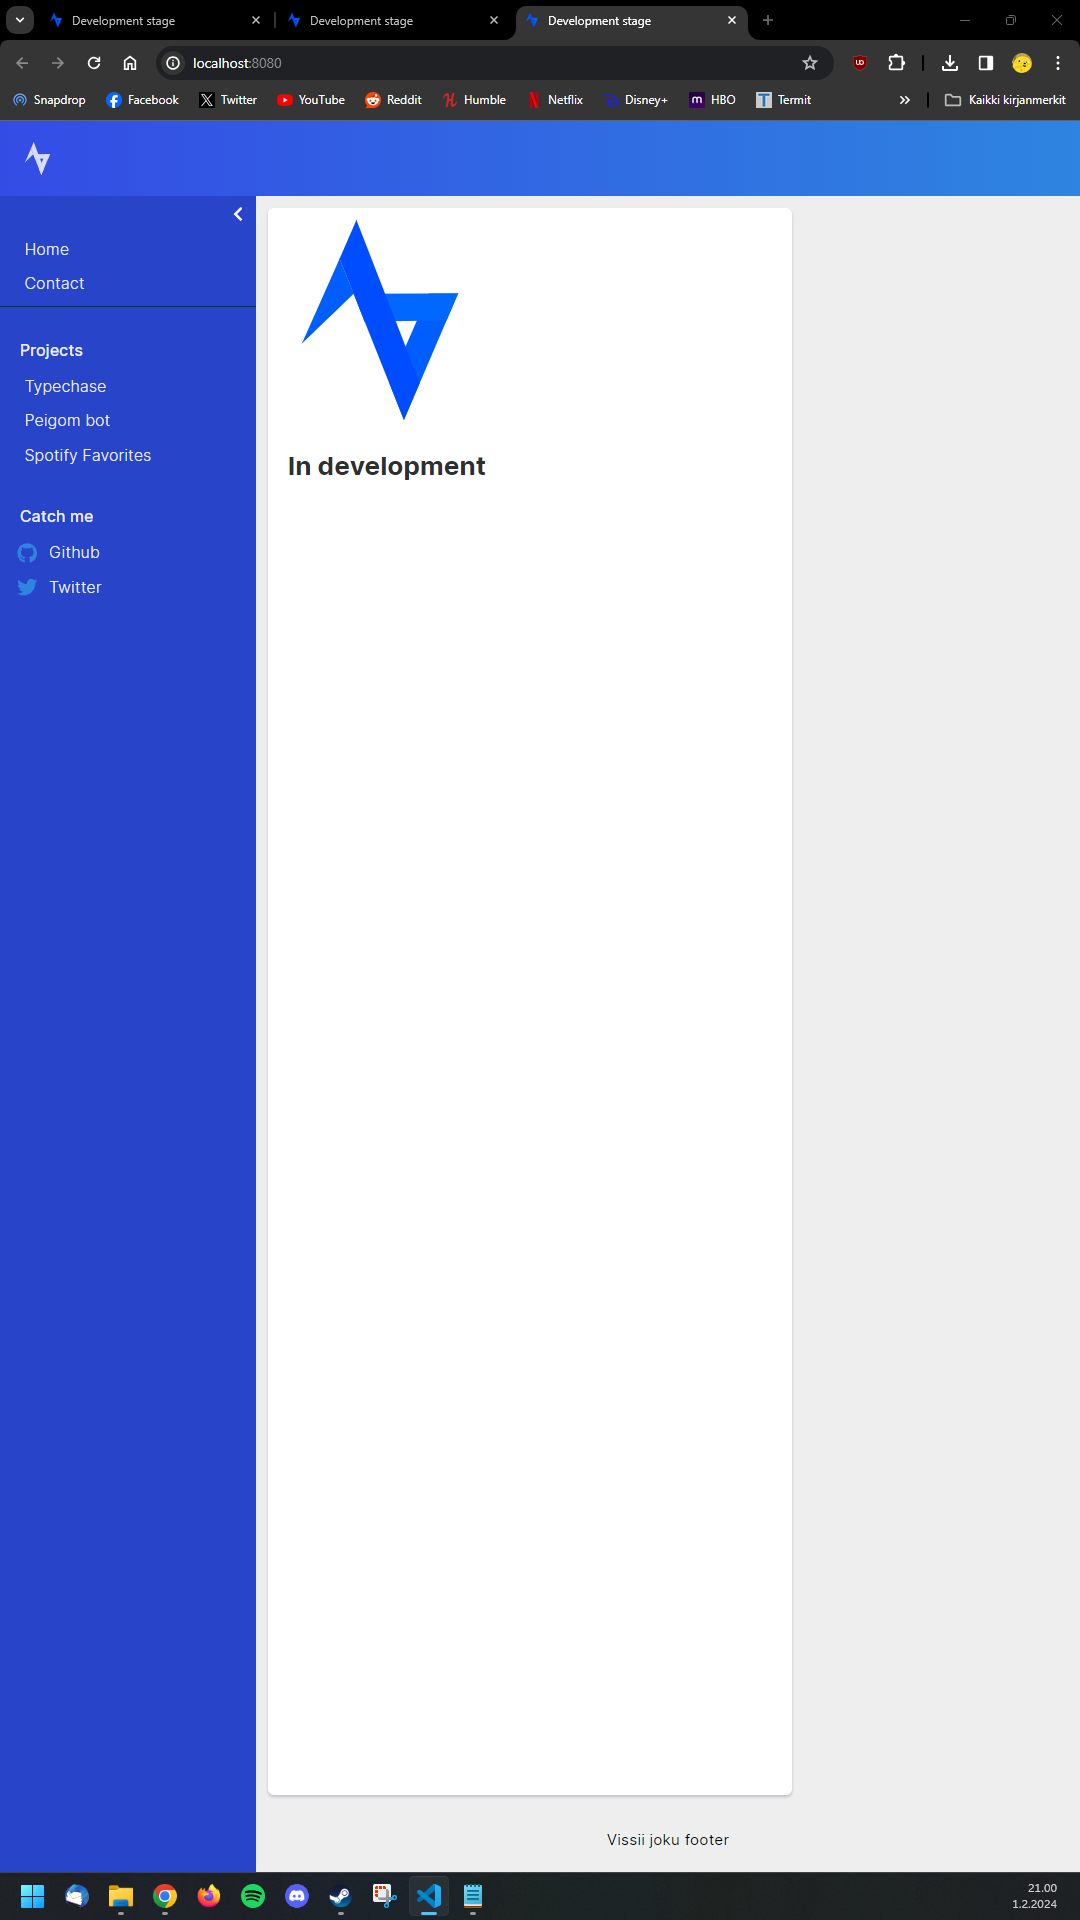 Development stage
Development stage
Development stage
localhost:8080
Snapdrop Facebook Twitter YouTube Reddit Humble Netflix Disney+ HBO Termit Kaikki kirjanmerkit
Home
Contact
Projects
Typechase
Peigom bot
Spotify Favorites
Catch me
Github
Twitter
In development
Vissii joku footer
21.00
1.2.2024